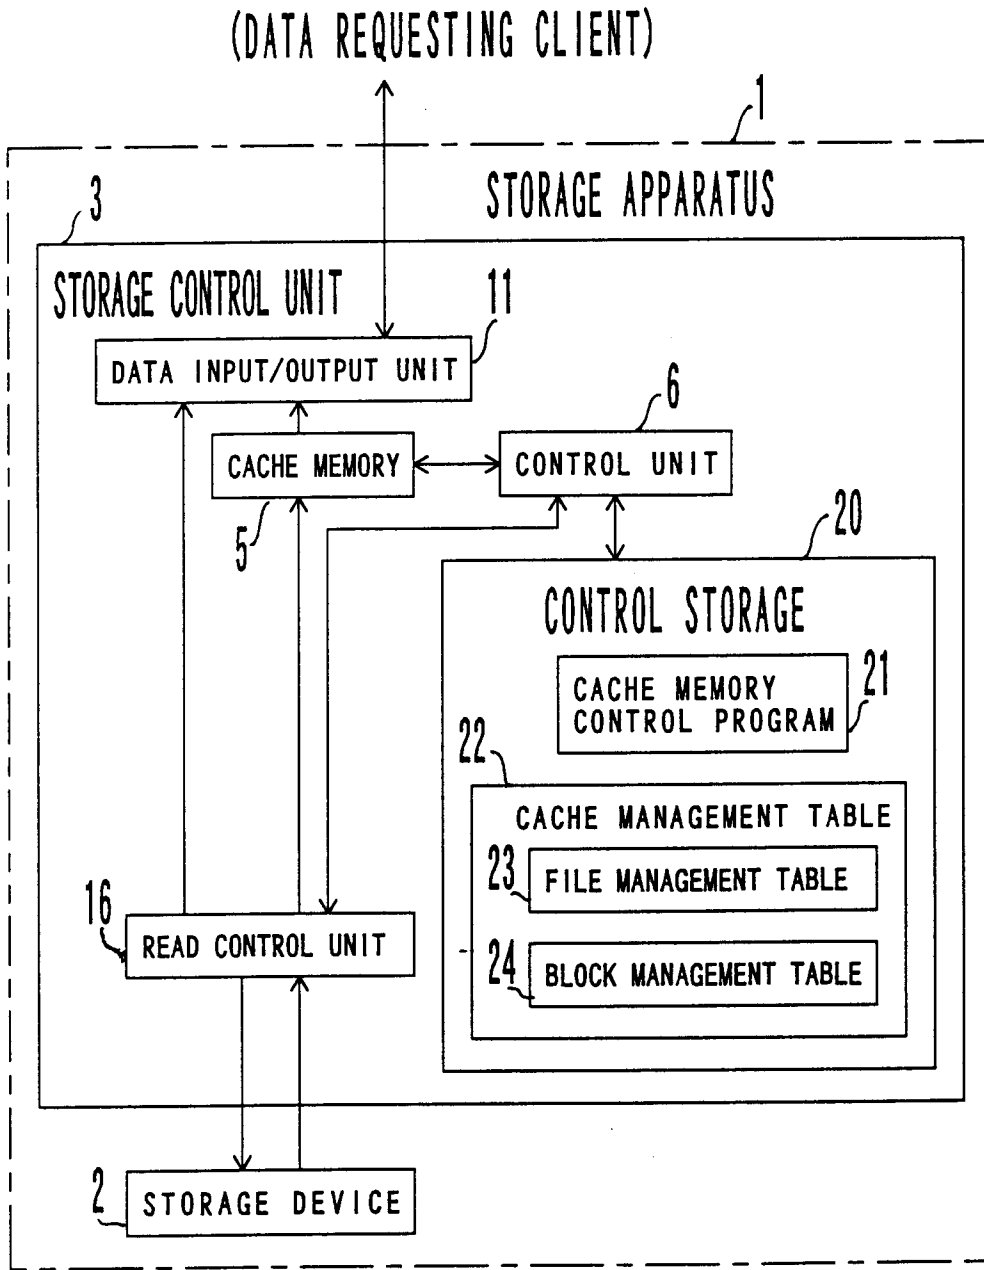 (DATA REQUESTING CLIENT)
1
STORAGE APPARATUS
3
STORAGE CONTROL UNIT
11
DATA INPUT/OUTPUT UNIT
6
CACHE MEMORY
CONTROL UNIT
5
20
CONTROL STORAGE
CACHE MEMORY
CONTROL PROGRAM
21
22
CACHE MANAGEMENT TABLE
23
FILE MANAGEMENT TABLE
16
READ CONTROL UNIT
24
BLOCK MANAGEMENT TABLE
2
STORAGE DEVICE